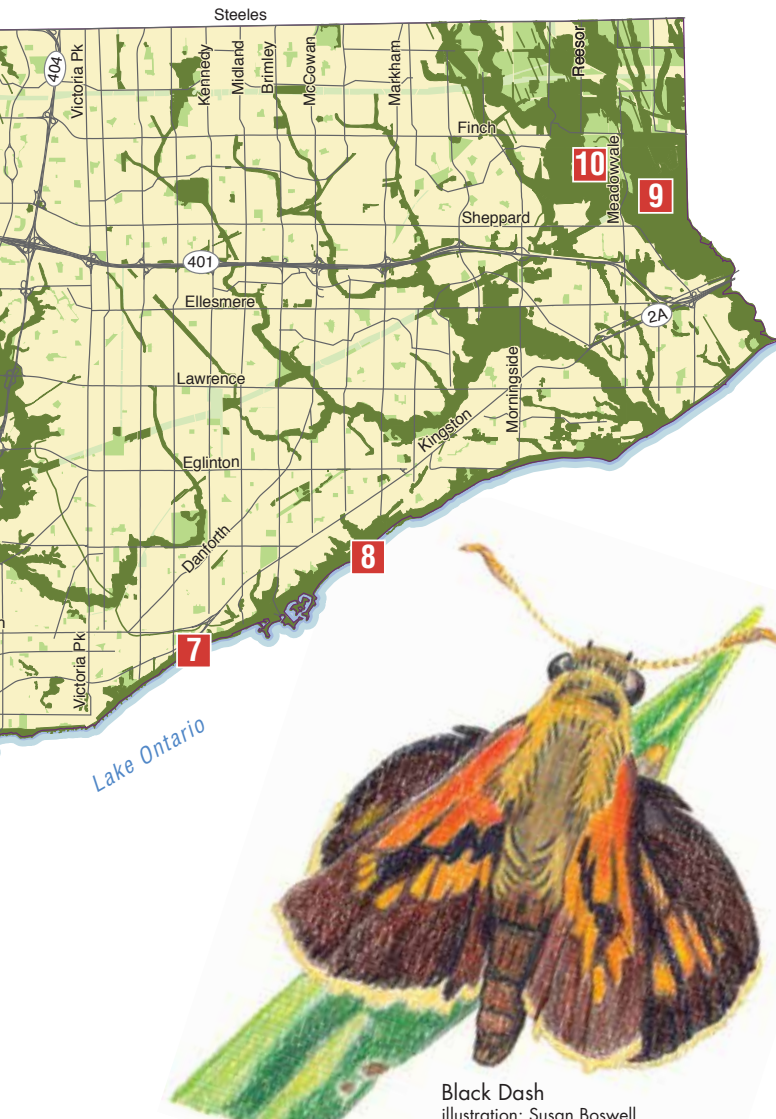 Steeles
404
Victoria Pk
Kennedy
Midland
Brimley
McCowan
Markham
Reesor
Finch
10
Meadowvale
9
Sheppard
401
Ellesmere
2A
Lawrence
Morningside
Kingston
Eglinton
Danforth
8
7
Victoria Pk
Lake Ontario
Black Dash
illustration: Susan Boswell